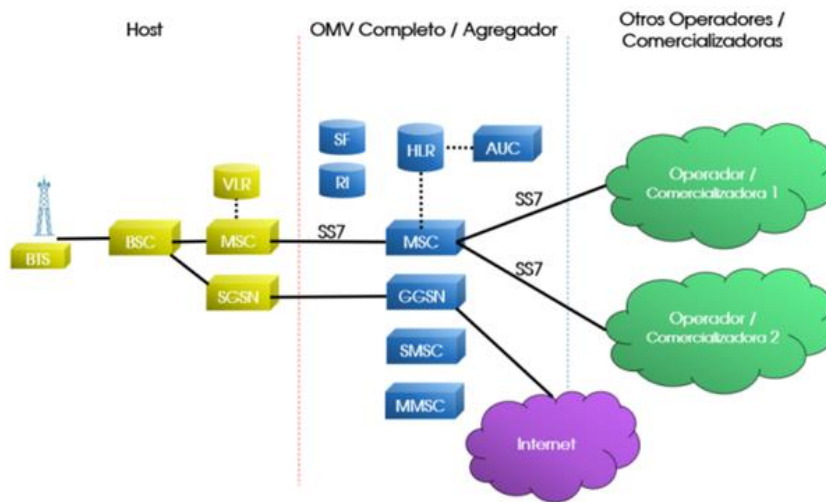 Host
OMV Completo / Agregador
Otros Operadores /
Comercializadoras
SF
HLR
AUC
VLR
RI
Operador /
Comercializadora 1
SS7
BTS
BSC
MSC
SS7
MSC
SS7
SGSN
GGSN
SMSC
Operador /
Comercializadora 2
MMSC
Internet